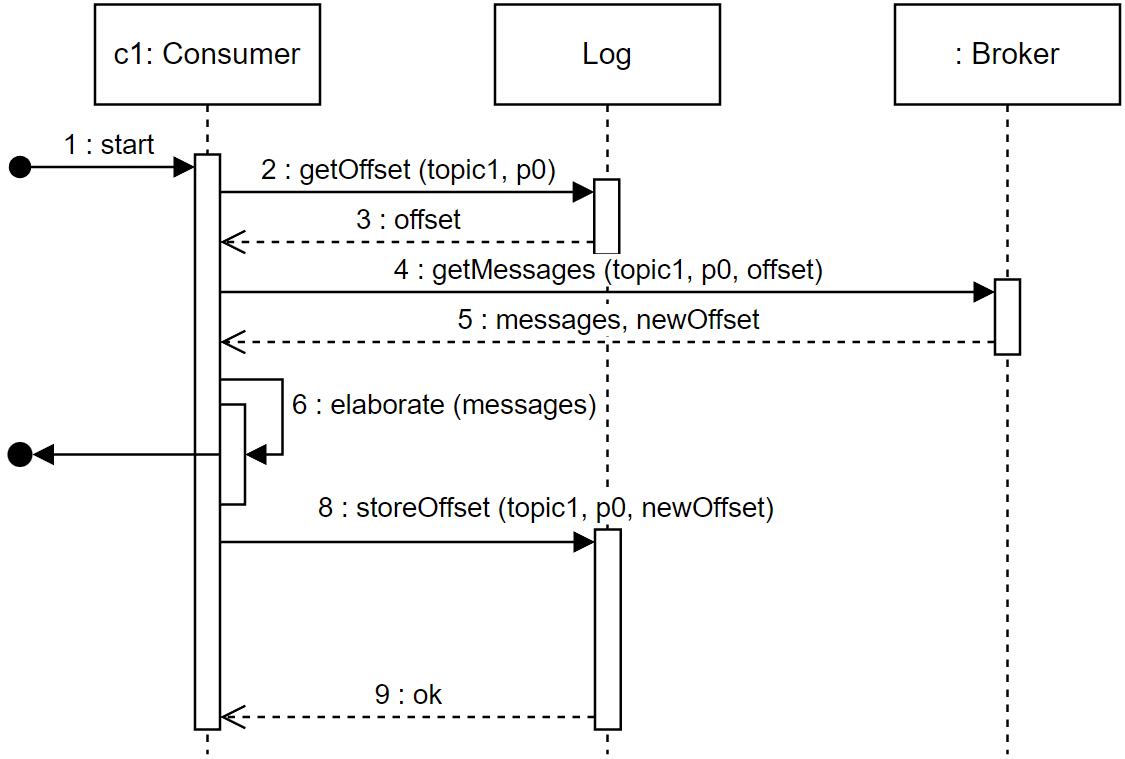 c1: Consumer
Log
: Broker
1 : start
2 : getOffset (topic1, p0)
3 : offset
4 : getMessages (topic1, p0, offset)
5 : messages, newOffset
6 : elaborate (messages)
8 : storeOffset (topic1, p0, newOffset)
9 : ok